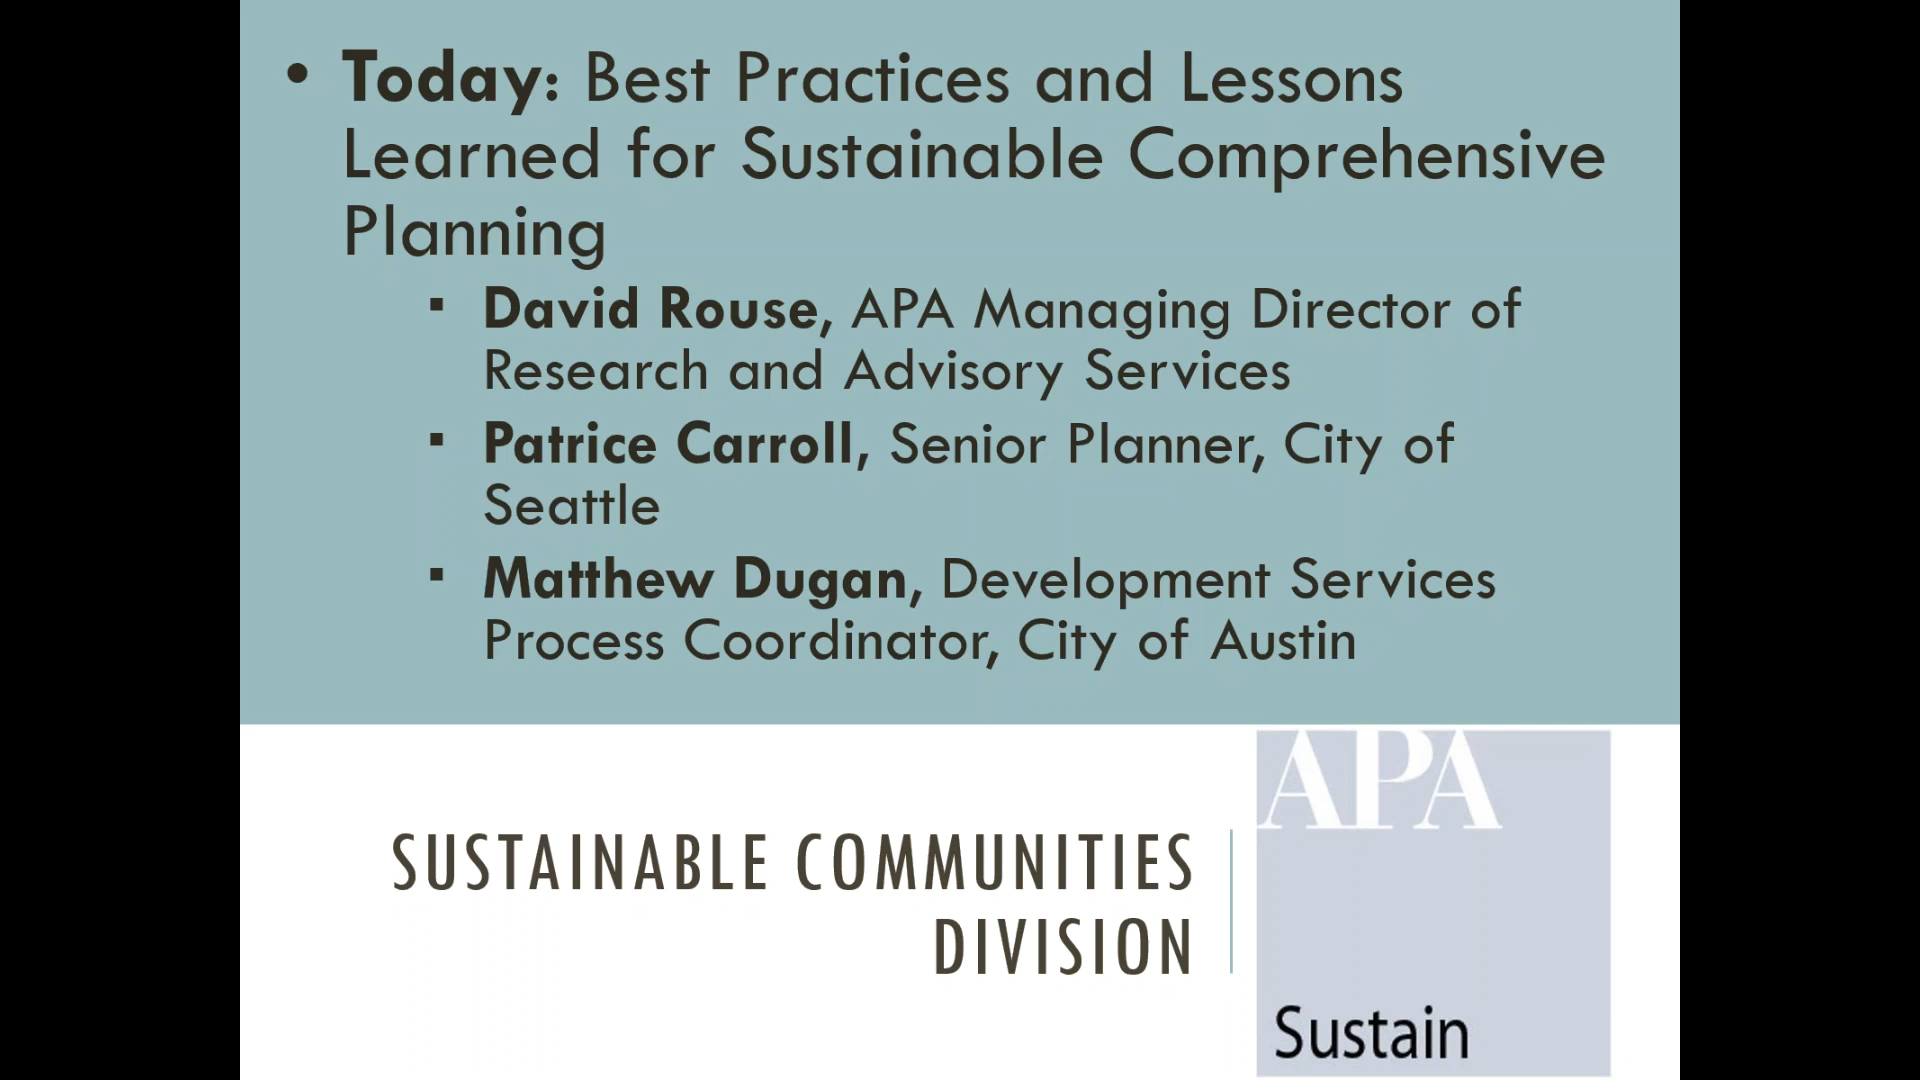 • Today: Best Practices and Lessons
Learned for Sustainable Comprehensive
Planning
▪ David Rouse, APA Managing Director of
Research and Advisory Services
▪ Patrice Carroll, Senior Planner, City of
Seattle
▪ Matthew Dugan, Development Services
Process Coordinator, City of Austin
SUSTAINABLE COMMUNITIES
DIVISION
APA
Sustain